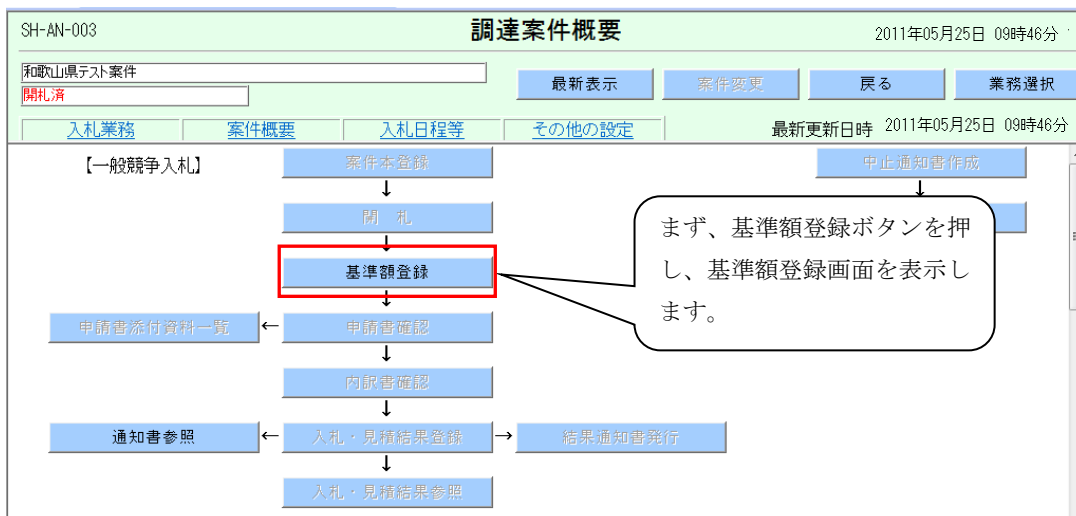 SH-AN-003
調達案件概要
2011年05月25日 09時46分
和歌山県テスト案件
開札済
最新表示
案件変更
戻る
業務選択
入札業務
案件概要
入札日程等
その他の設定
最新更新日時 2011年05月25日 09時46分
【一般競争入札】
案件本登録
中止通知書作成
↓
↓
開 札
↓
まず、基準額登録ボタンを押
し、基準額登録画面を表示し
ます。
基準額登録
↓
申請書添付資料一覧
←
申請書確認
↓
内訳書確認
↓
通知書参照
←
入札・見積結果登録
→
結果通知書発行
↓
入札・見積結果参照